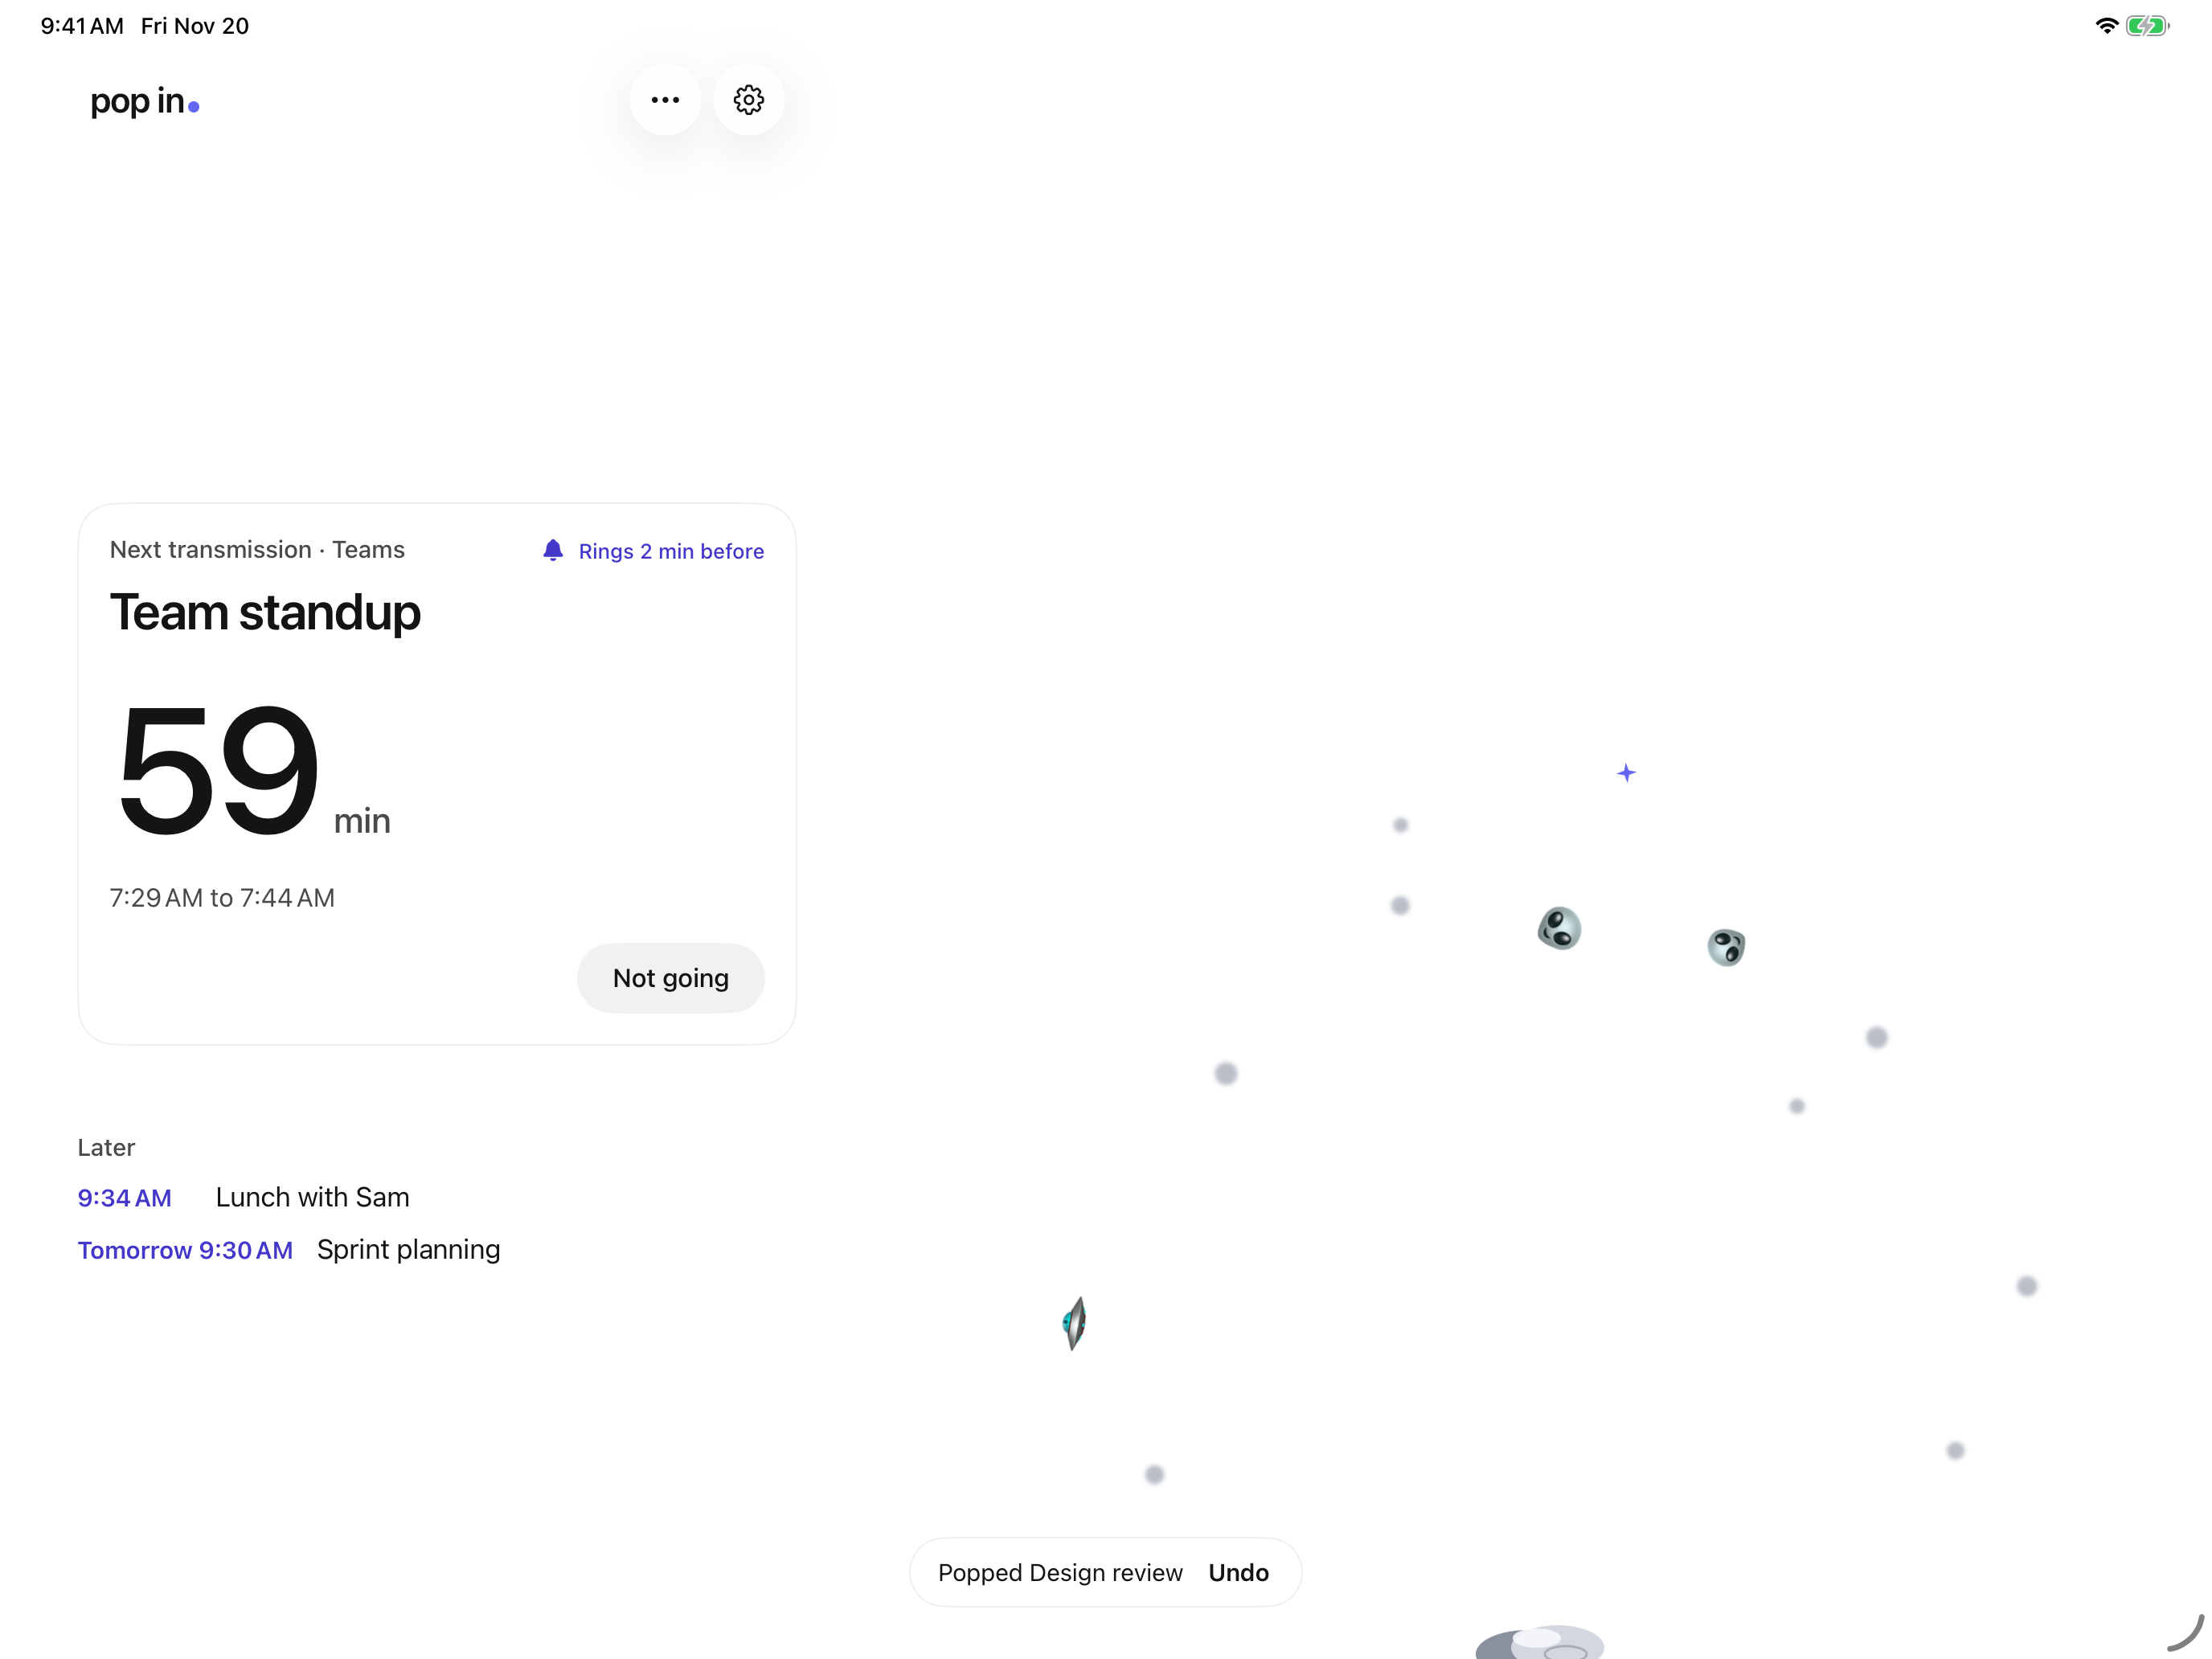 9:41 AM Fri Nov 20
pop in
Next transmission · Teams
Rings 2 min before
Team standup
59 min
7:29 AM to 7:44 AM
Not going
Later
9:34 AM Lunch with Sam
Tomorrow 9:30 AM Sprint planning
Popped Design review Undo